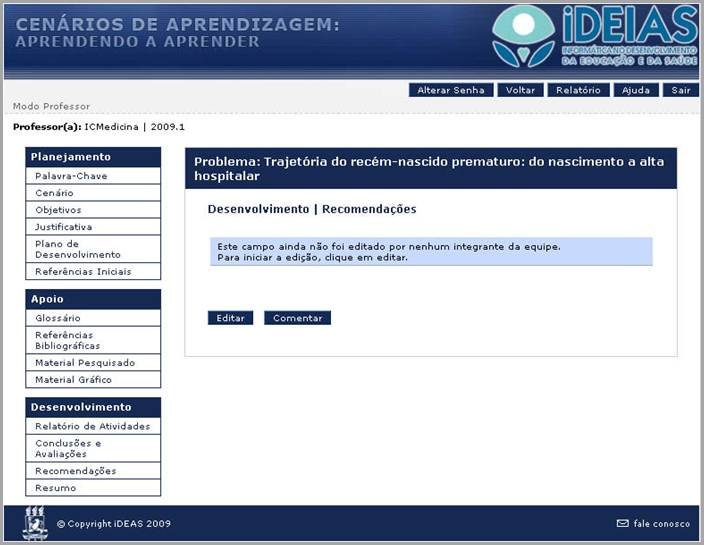 CENÁRIOS DE APRENDIZAGEM:
APRENDENDO A APRENDER
iDEIAS
INFORMÁTICA NO DESENVOLVIMENTO
DA EDUCAÇÃO E DA SAÚDE
Alterar Senha
Voltar
Relatório
Ajuda
Sair
Modo Professor
Professor(a): ICMedicina | 2009.1
Planejamento
Palavra-Chave
Cenário
Objetivos
Justificativa
Plano de
Desenvolvimento
Referências Iniciais
Apoio
Glossário
Referências
Bibliográficas
Material Pesquisado
Material Gráfico
Desenvolvimento
Relatório de Atividades
Conclusões e
Avaliações
Recomendações
Resumo
Problema: Trajetória do recém-nascido prematuro: do nascimento a alta
hospitalar
Desenvolvimento | Recomendações
Este campo ainda não foi editado por nenhum integrante da equipe.
Para iniciar a edição, clique em editar.
Editar
Comentar
© Copyright iDEAS 2009
fale conosco